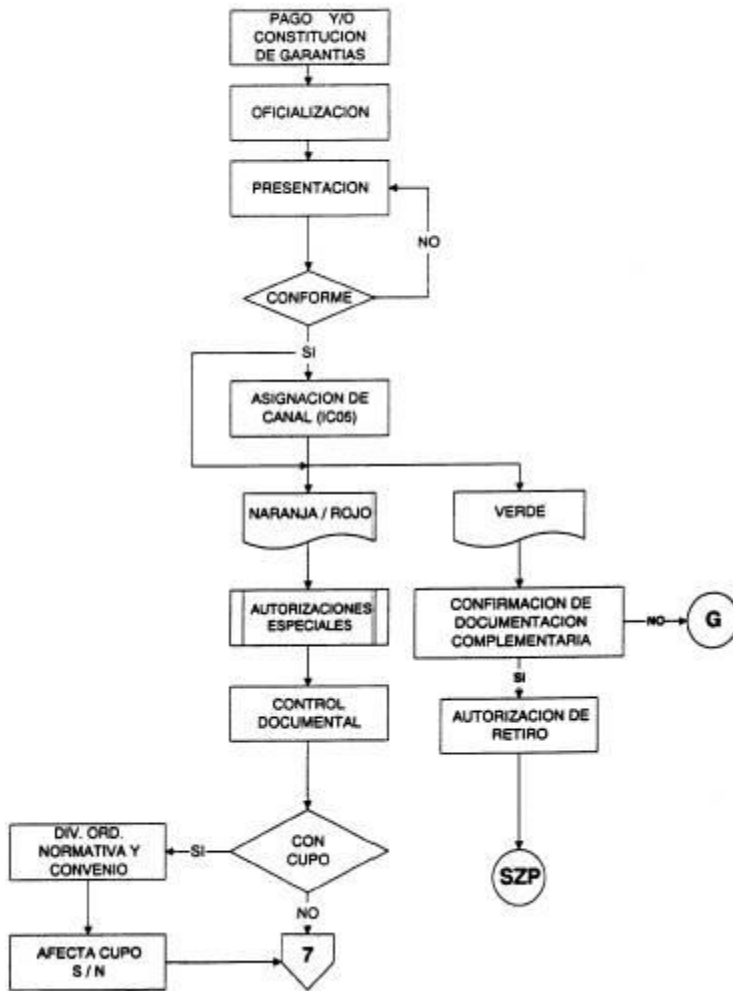 PAGO Y/O
CONSTITUCION
DE GARANTIAS
OFICIALIZACION
PRESENTACION
NO
CONFORME
SI
ASIGNACION DE
CANAL (IC05)
NARANJA / ROJO
VERDE
AUTORIZACIONES
ESPECIALES
CONFIRMACION DE
DOCUMENTACION
COMPLEMENTARIA
NO
G
SI
CONTROL
DOCUMENTAL
AUTORIZACION DE
RETIRO
DIV. ORD.
NORMATIVA Y
CONVENIO
SI
CON
CUPO
SZP
NO
AFECTA CUPO
S / N
7